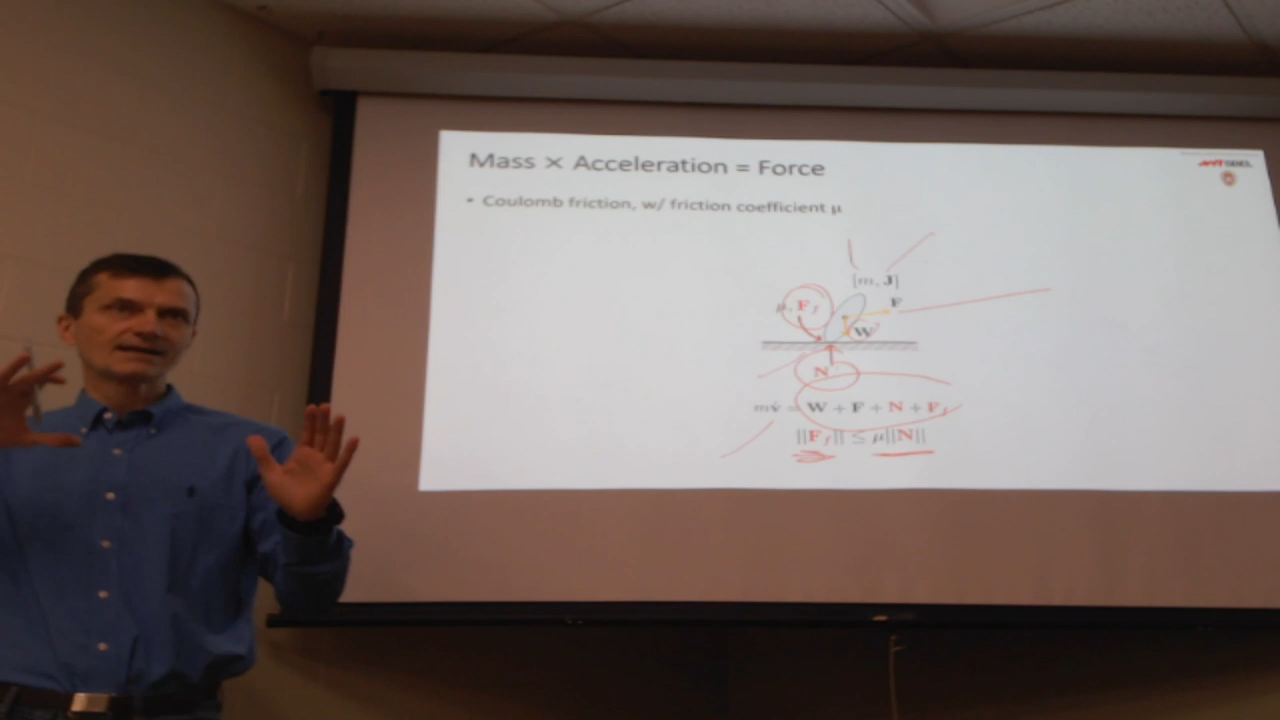 Mass × Acceleration = Force
• Coulomb friction, w/ friction coefficient μ
[m, J]
μ, F_f
F
W
N
mv̇ = W + F + N + F_f
||F_f|| ≤ μ||N||